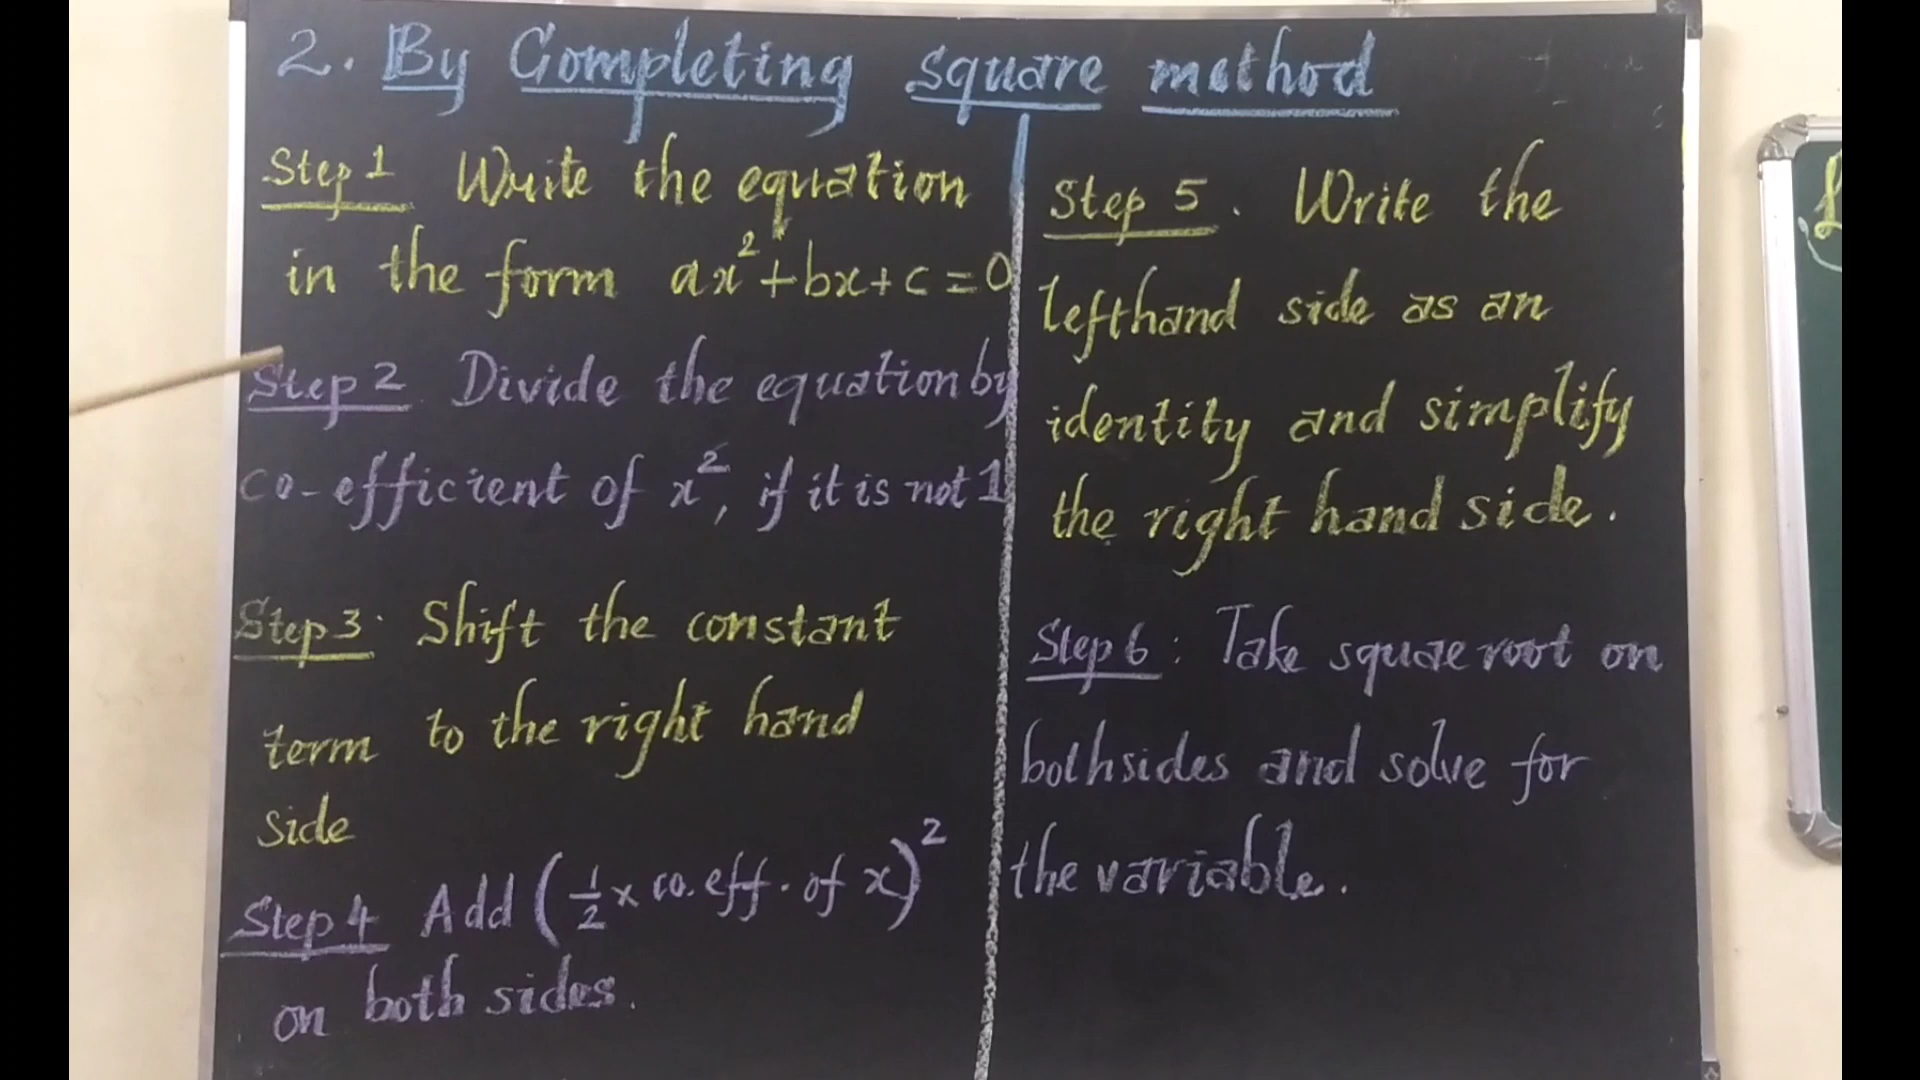 2. By Completing square method
Step 1 Write the equation
in the form ax²+bx+c=0
Step 2 Divide the equation by
co-efficient of x², if it is not 1
Step 3. Shift the constant
term to the right hand
side
Step 4 Add (1/2 x co.eff. of x)²
on both sides.
Step 5. Write the
lefthand side as an
identity and simplify
the right hand side.
Step 6: Take squae root on
bothsides and solve for
the variable.